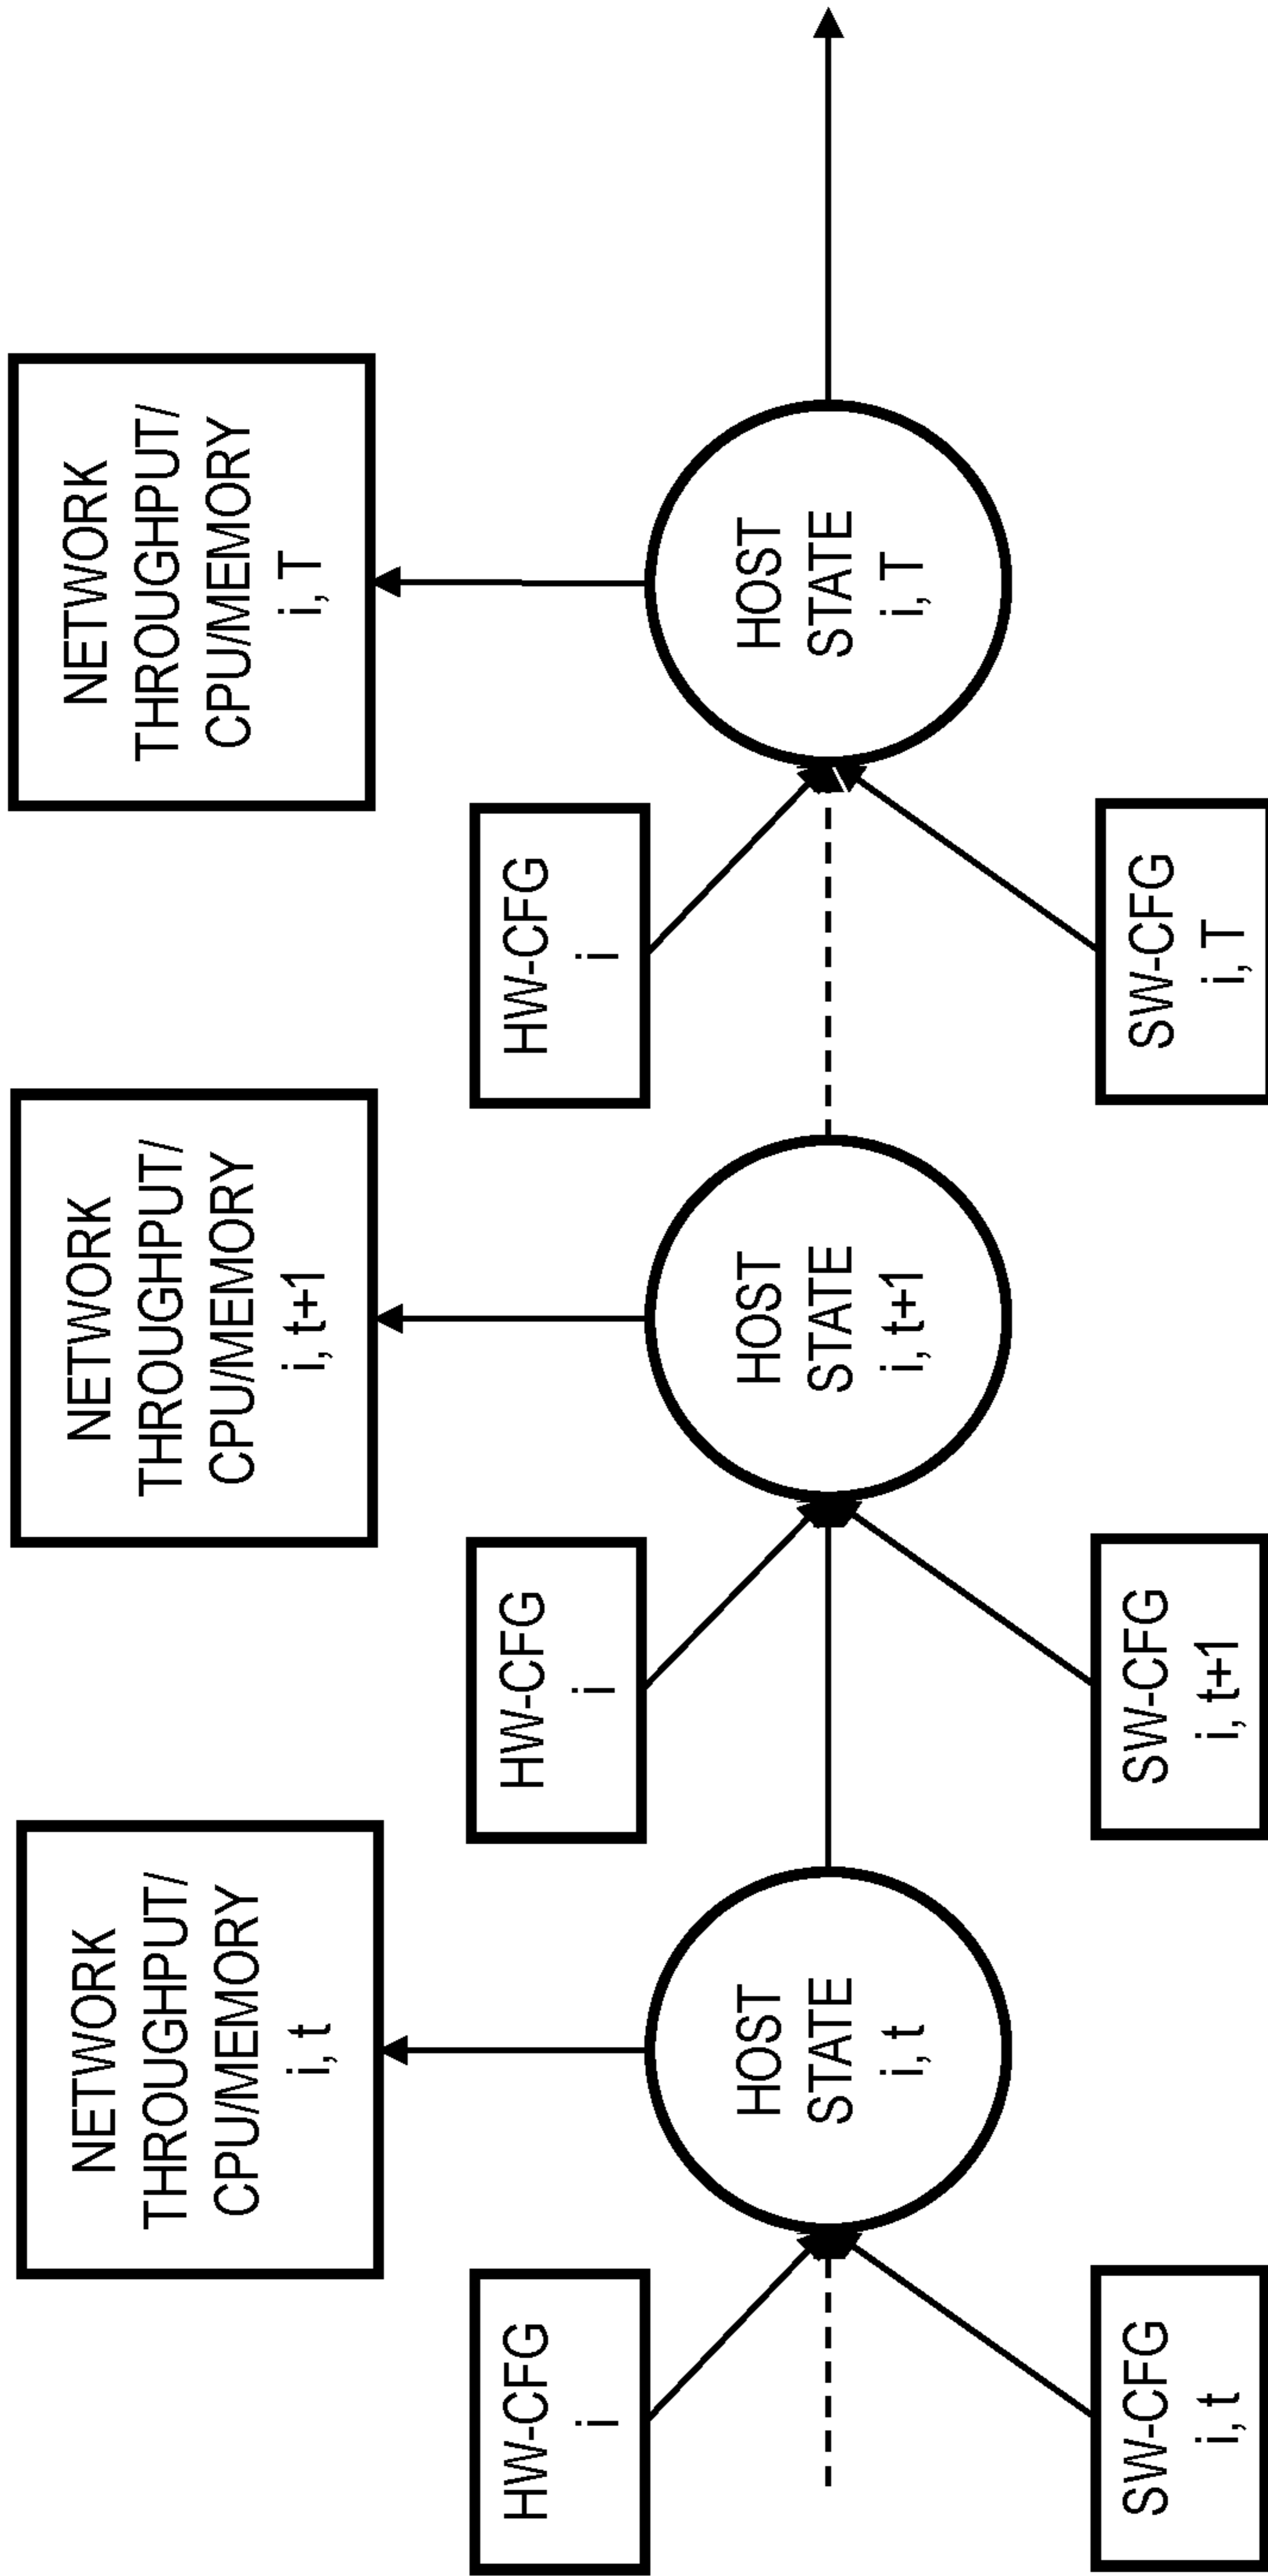 NETWORK
THROUGHPUT/
CPU/MEMORY
i, t
NETWORK
THROUGHPUT/
CPU/MEMORY
i, t+1
NETWORK
THROUGHPUT/
CPU/MEMORY
i, T
HW-CFG
i
HW-CFG
i
HW-CFG
i
HOST
STATE
i, t
HOST
STATE
i, t+1
HOST
STATE
i, T
SW-CFG
i, t
SW-CFG
i, t+1
SW-CFG
i, T